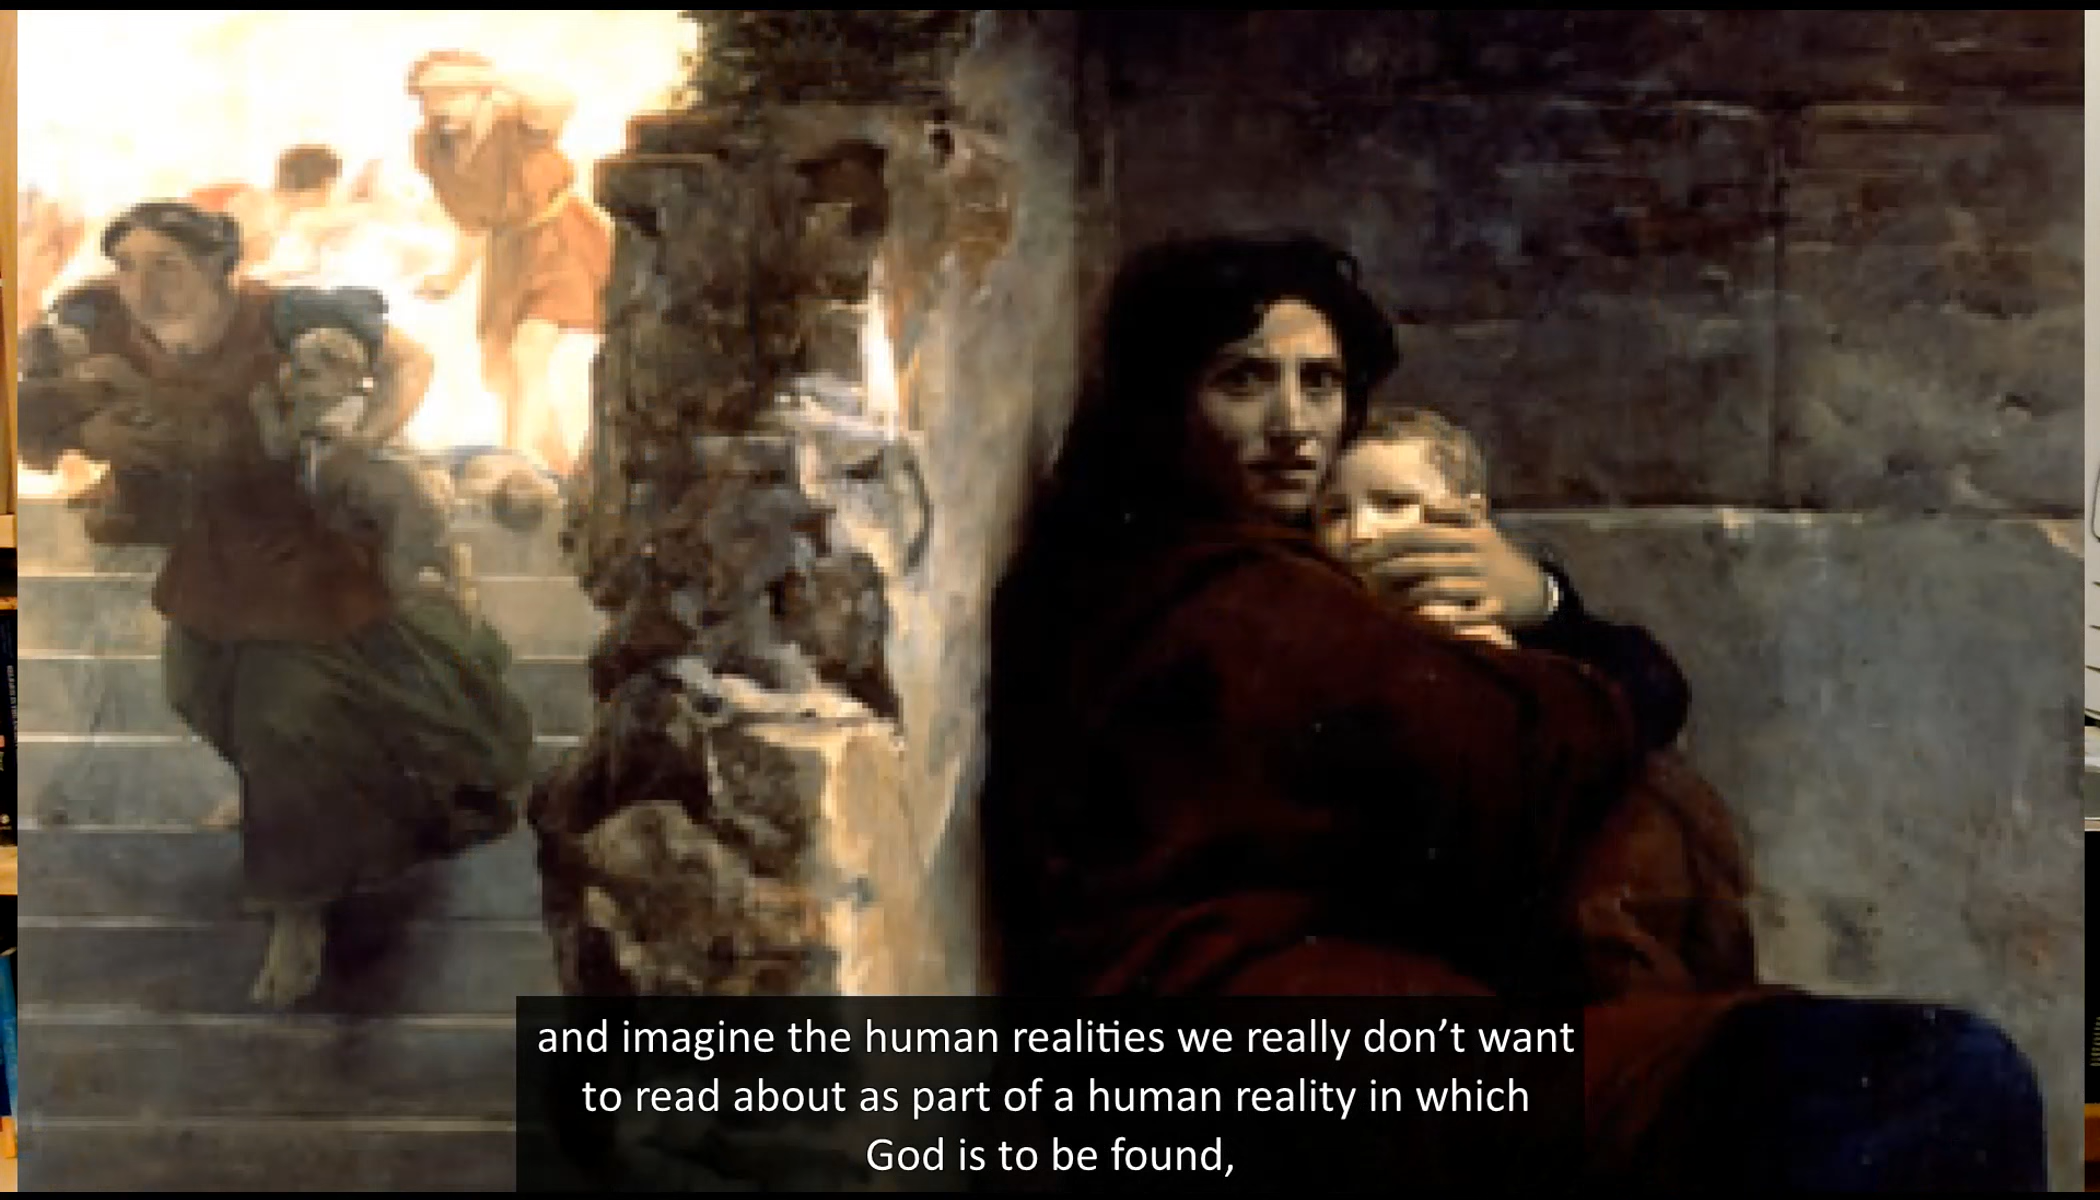 and imagine the human realities we really don’t want
to read about as part of a human reality in which
God is to be found,